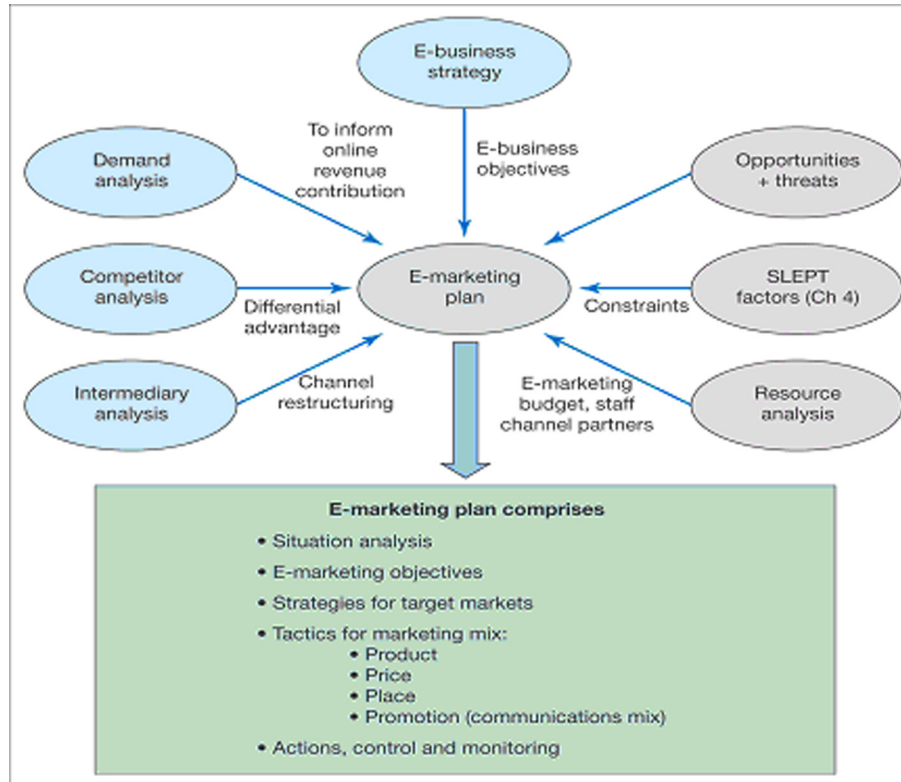 E-business
strategy
To inform
online
revenue
contribution
E-business
objectives
Demand
analysis
Opportunities
+ threats
Competitor
analysis
Differential
advantage
E-marketing
plan
Constraints
SLEPT
factors (Ch 4)
Intermediary
analysis
Channel
restructuring
E-marketing
budget, staff
channel partners
Resource
analysis
E-marketing plan comprises
• Situation analysis
• E-marketing objectives
• Strategies for target markets
• Tactics for marketing mix:
• Product
• Price
• Place
• Promotion (communications mix)
• Actions, control and monitoring